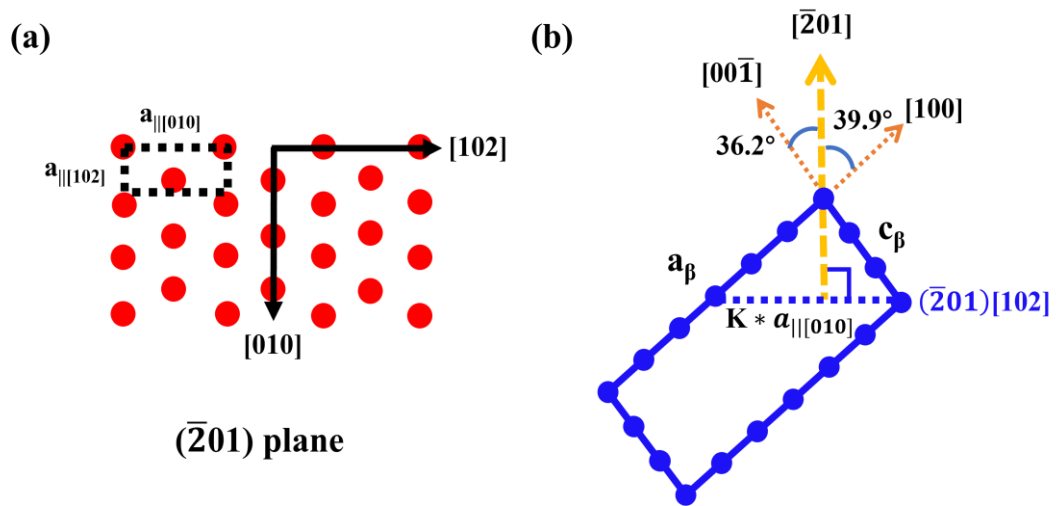 (a)
a||[010]
a||[102]
[102]
[010]
(2̅01) plane
(b)
[2̅01]
[001̅]
[100]
36.2°
39.9°
aβ
cβ
K * a||[010]
(2̅01)[102]